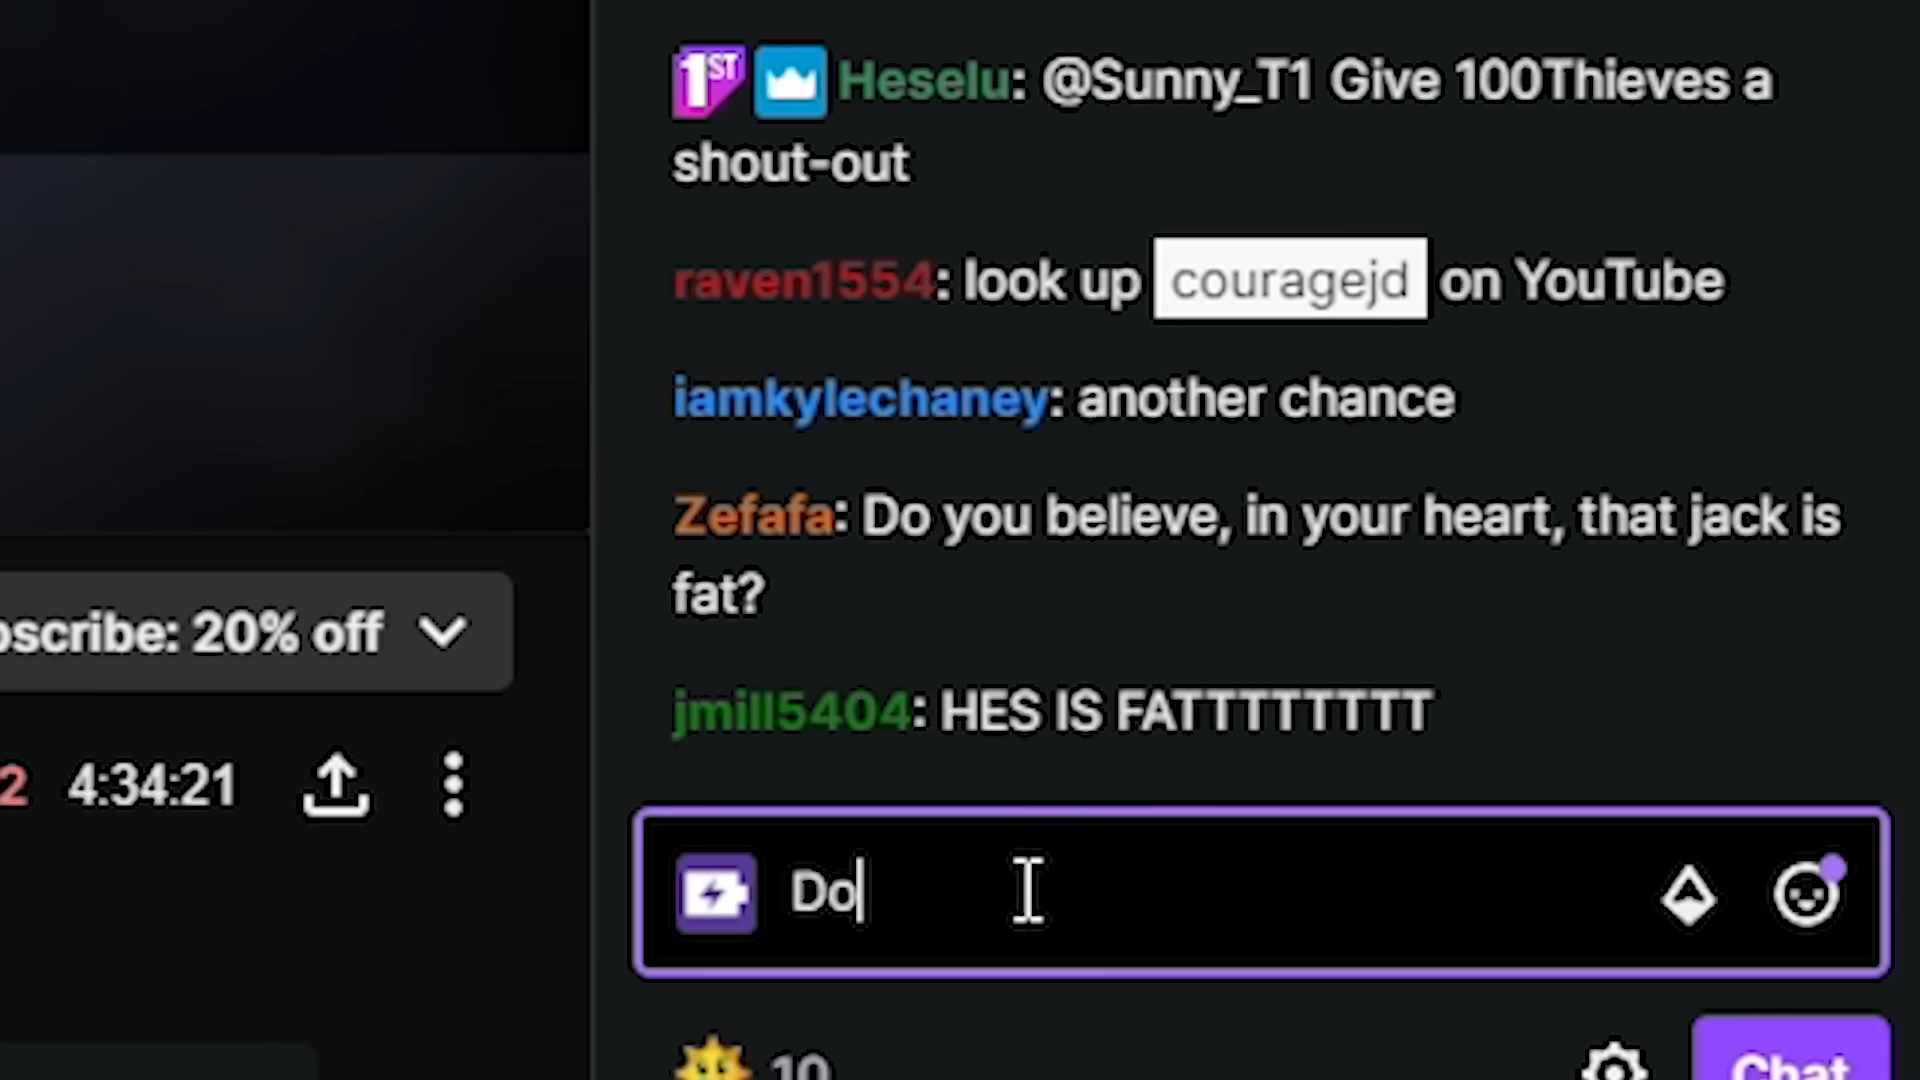 1ST Heselu: @Sunny_T1 Give 100Thieves a
shout-out
raven1554: look up couragejd on YouTube
iamkylechaney: another chance
Zefafa: Do you believe, in your heart, that jack is
fat?
jmill5404: HES IS FATTTTTTTT
bscribe: 20% off
2 4:34:21
Do
10
Chat